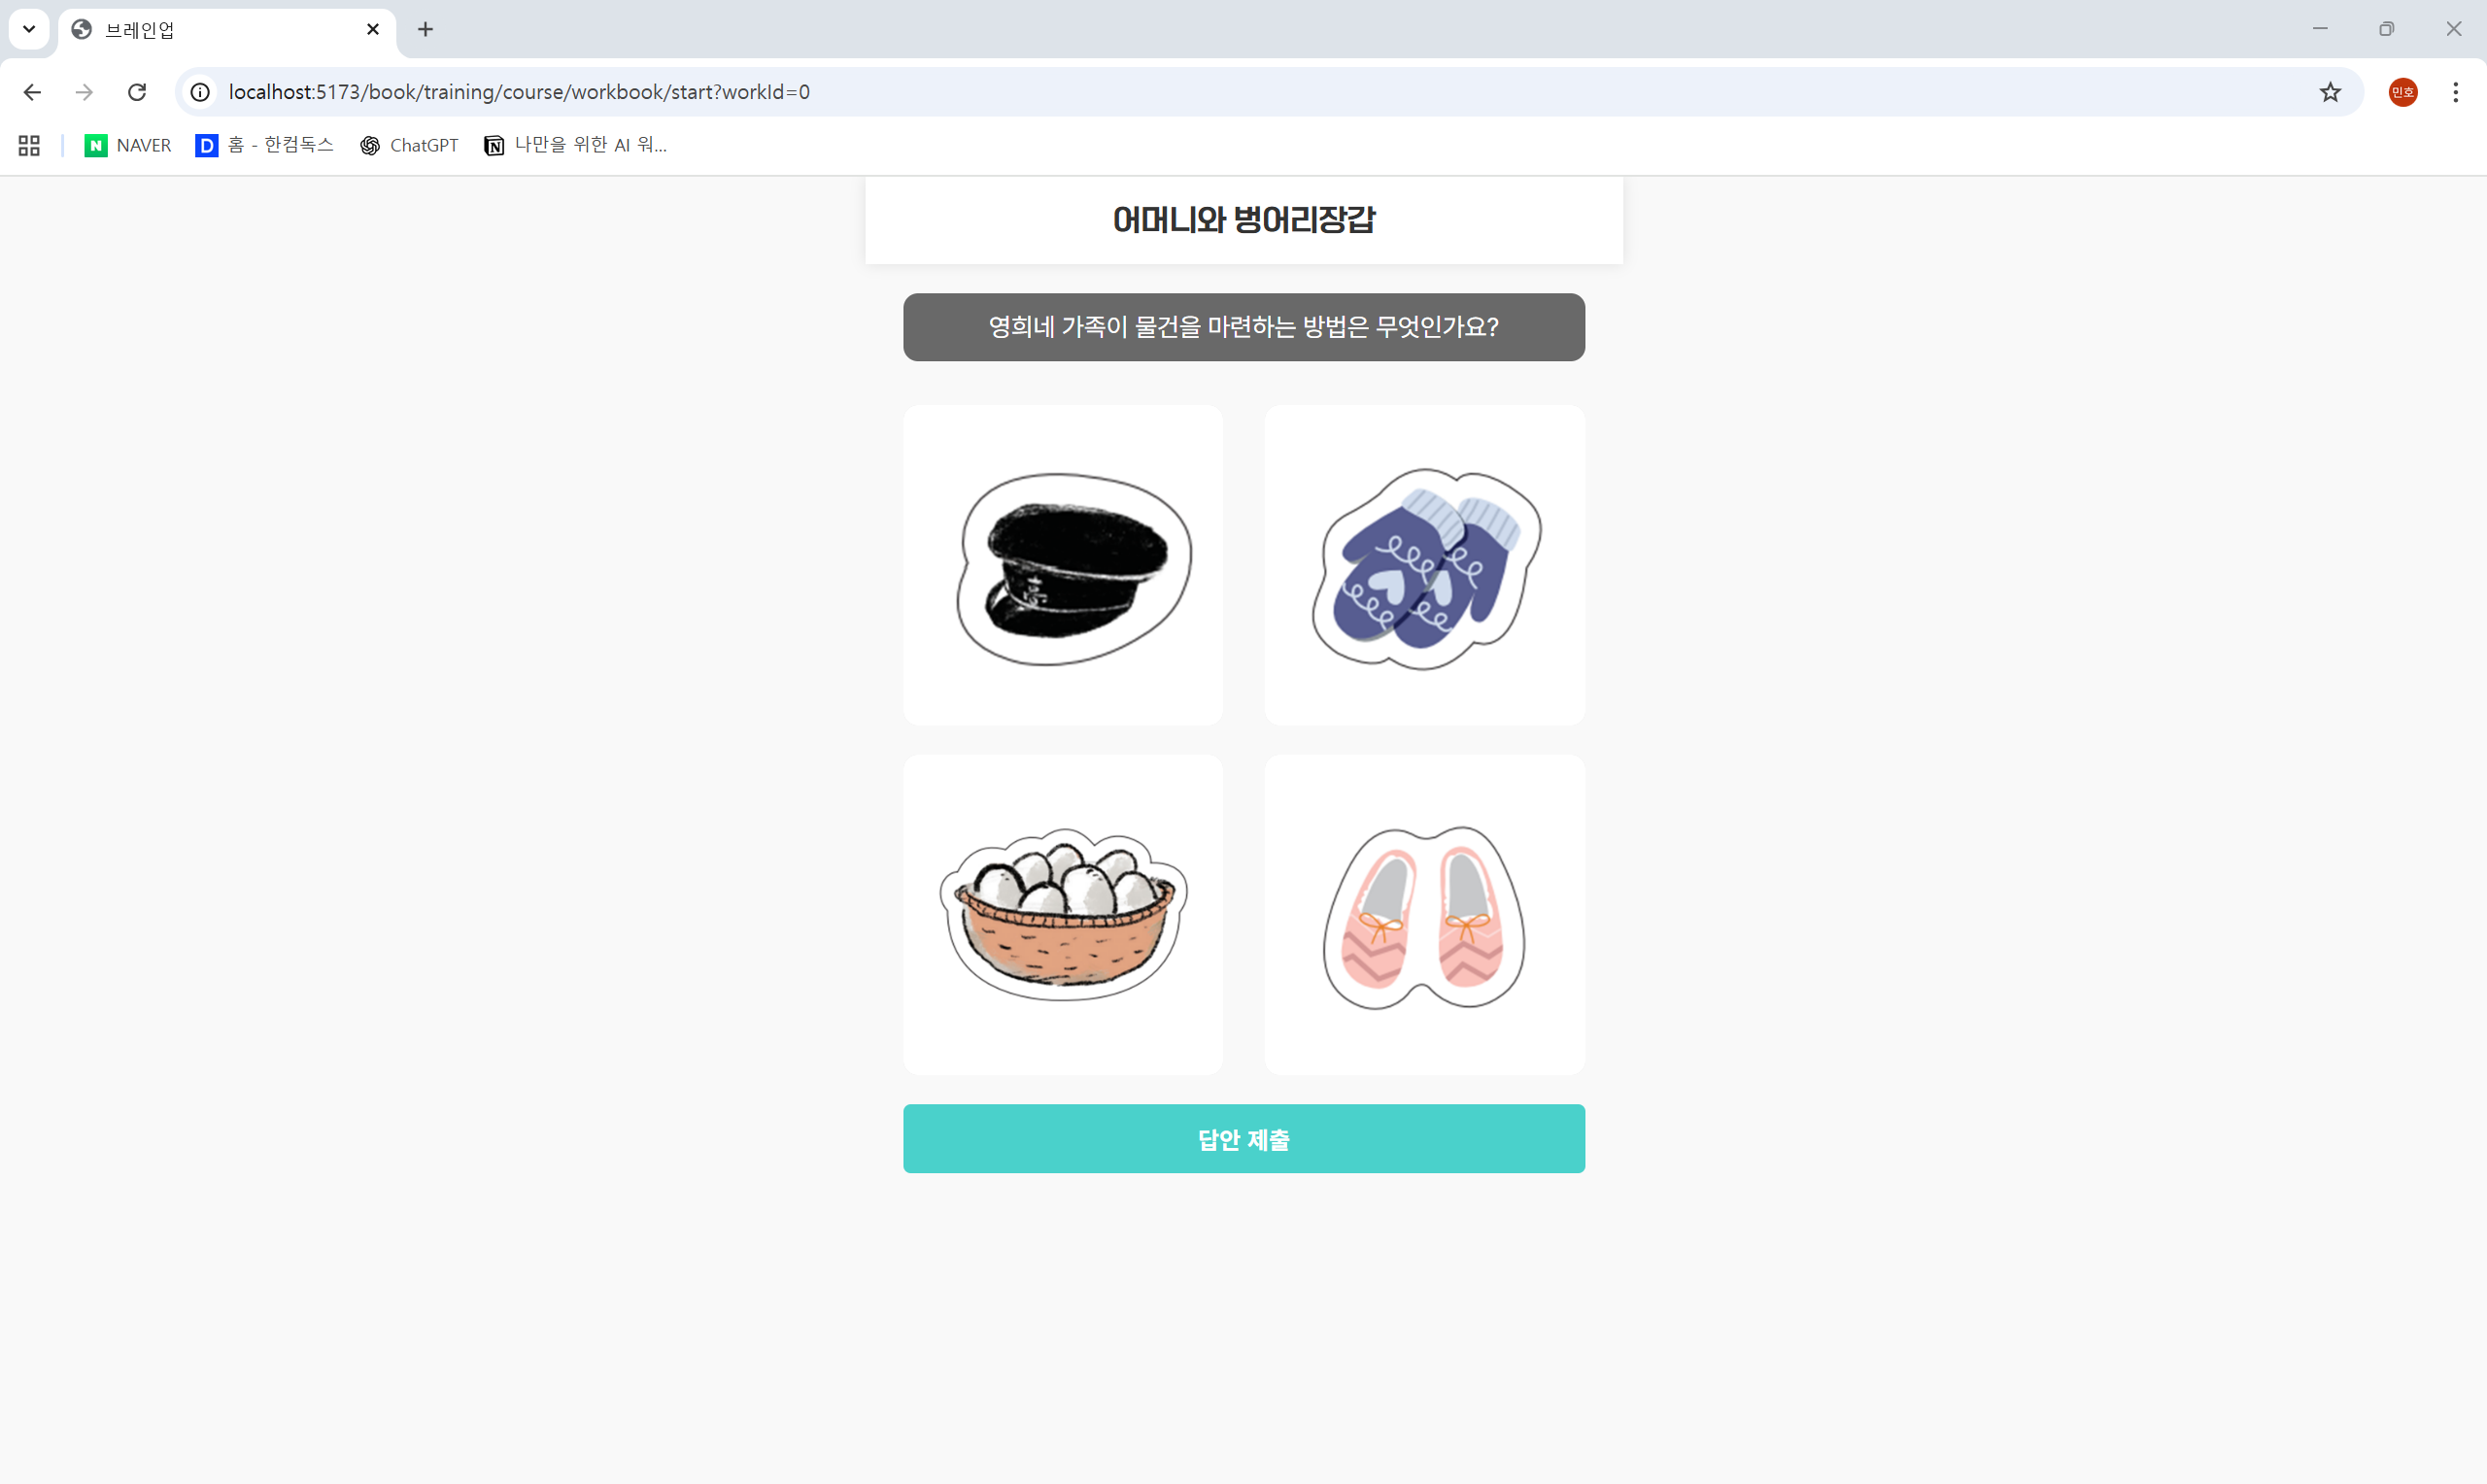 브레인업
localhost:5173/book/training/course/workbook/start?workId=0
민호
NAVER
홈 - 한컴독스
ChatGPT
나만을 위한 AI 워...
어머니와 벙어리장갑
영희네 가족이 물건을 마련하는 방법은 무엇인가요?
답안 제출